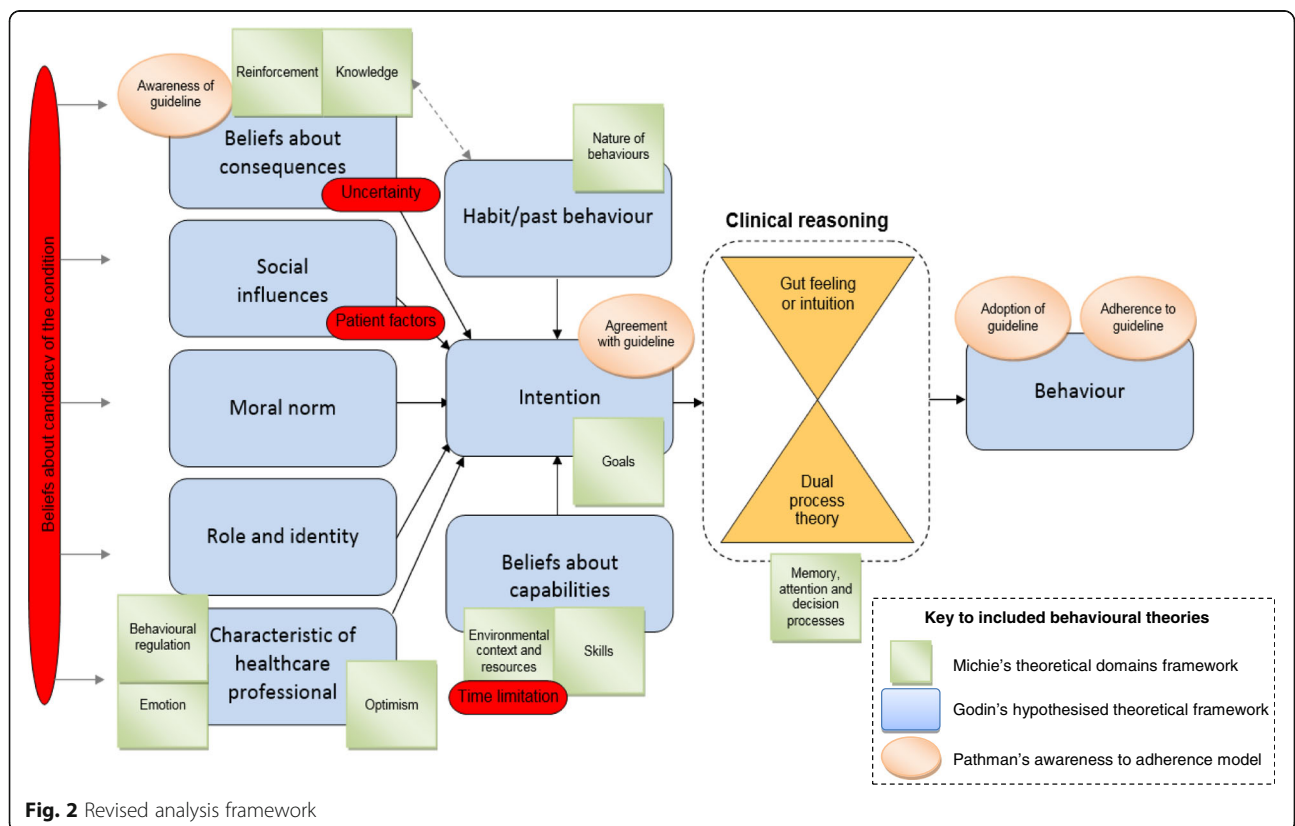 Beliefs about candidacy of the condition
Awareness of
guideline
Reinforcement
Knowledge
Beliefs about
consequences
Uncertainty
Social
influences
Patient factors
Moral norm
Role and identity
Behavioural
regulation
Emotion
Characteristic of
healthcare
professional
Optimism
Nature of
behaviours
Habit/past behaviour
Agreement
with guideline
Intention
Goals
Beliefs about
capabilities
Environmental
context and
resources
Skills
Time limitation
Clinical reasoning
Gut feeling
or intuition
Dual
process
theory
Memory,
attention and
decision
processes
Adoption of
guideline
Adherence to
guideline
Behaviour
Key to included behavioural theories
Michie's theoretical domains framework
Godin's hypothesised theoretical framework
Pathman's awareness to adherence model
Fig. 2 Revised analysis framework